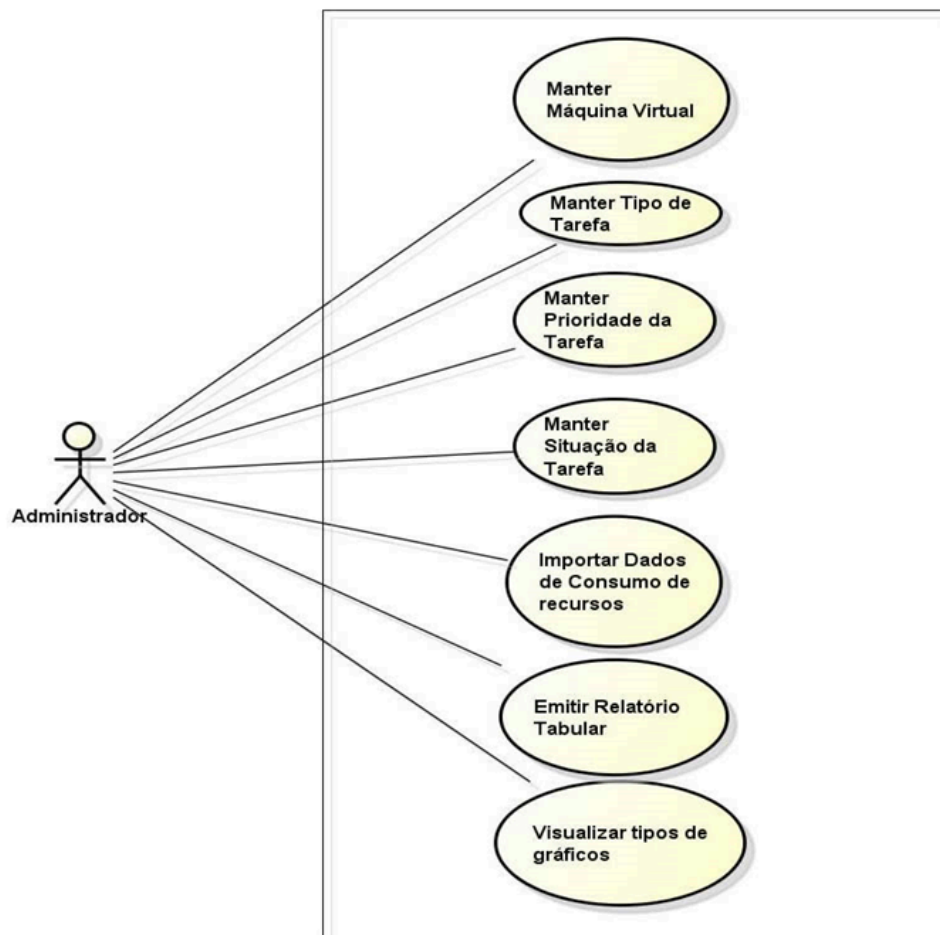 Manter
Máquina Virtual
Manter Tipo de
Tarefa
Manter
Prioridade da
Tarefa
Manter
Situação da
Tarefa
Administrador
Importar Dados
de Consumo de
recursos
Emitir Relatório
Tabular
Visualizar tipos de
gráficos